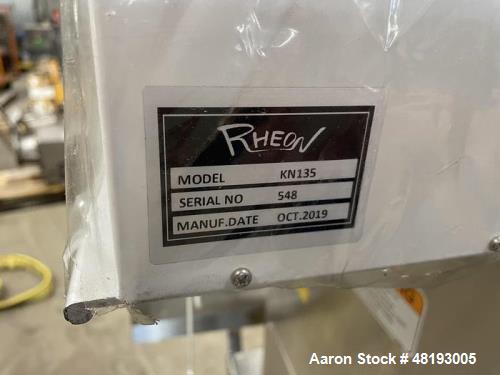 RHEON
MODEL KN135
SERIAL NO 548
MANUF.DATE OCT.2019
Aaron Stock # 48193005